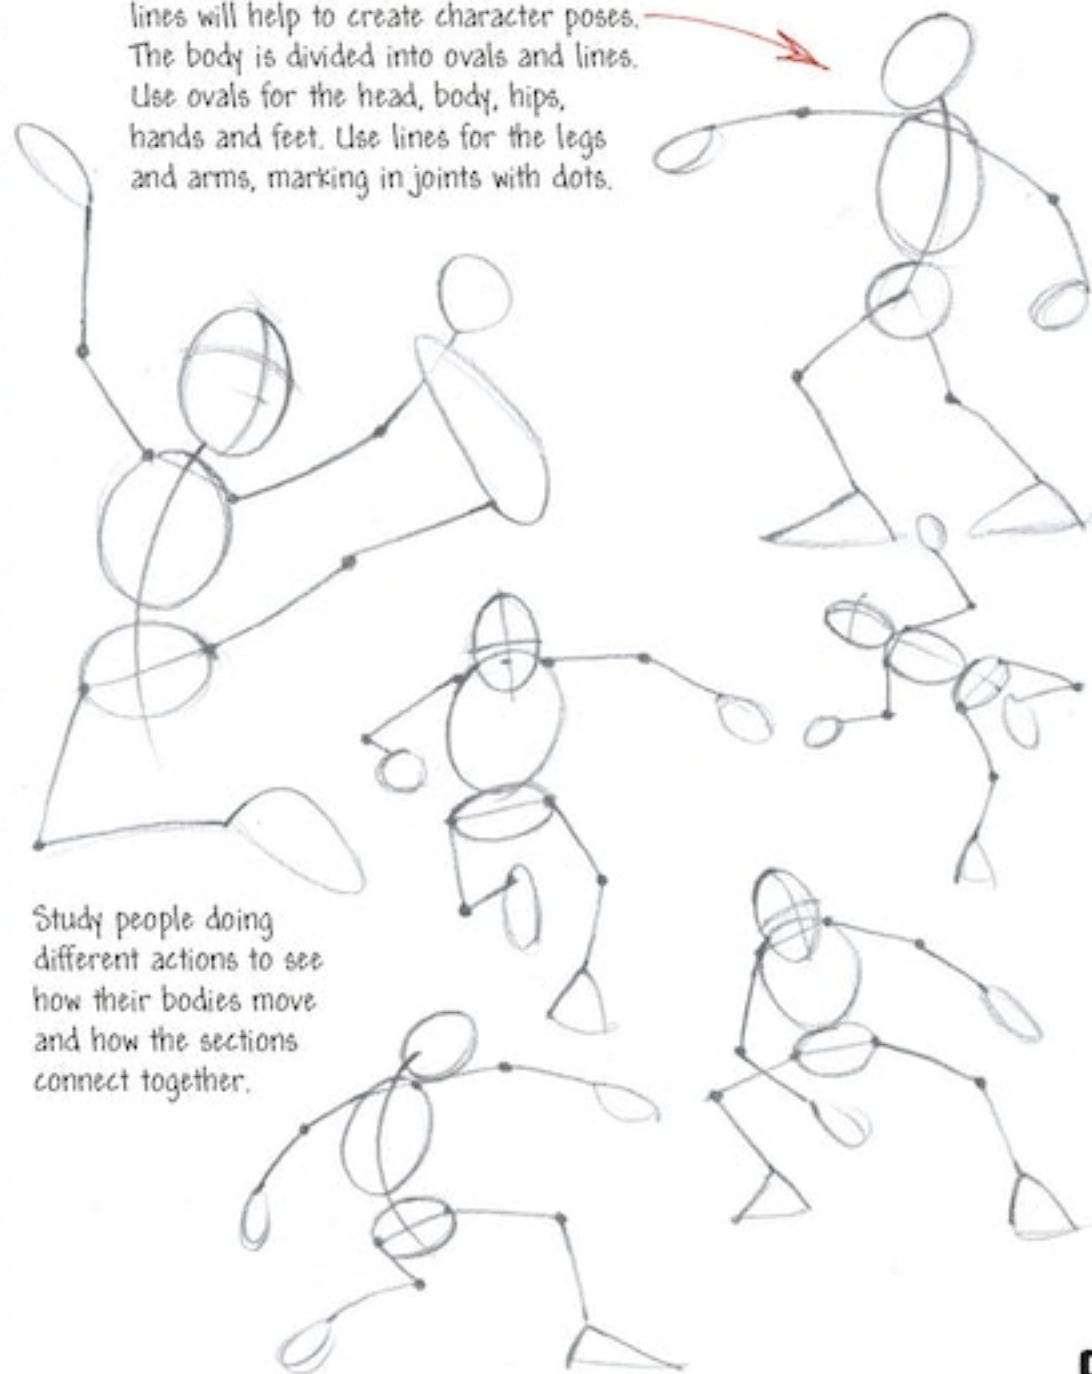 lines will help to create character poses.
The body is divided into ovals and lines.
Use ovals for the head, body, hips,
hands and feet. Use lines for the legs
and arms, marking in joints with dots.
Study people doing
different actions to see
how their bodies move
and how the sections
connect together.